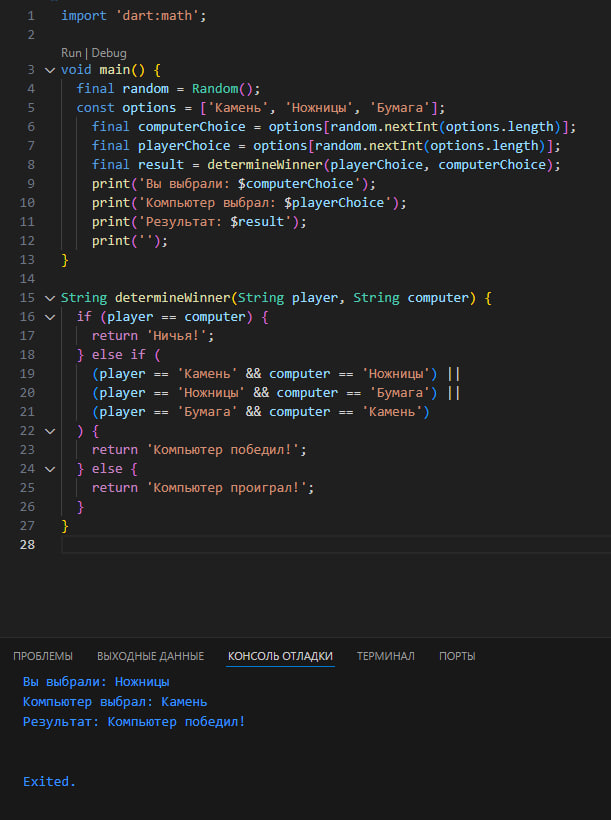 1 import 'dart:math';
2
Run | Debug
3 void main() {
4 final random = Random();
5 const options = ['Камень', 'Ножницы', 'Бумага'];
6 final computerChoice = options[random.nextInt(options.length)];
7 final playerChoice = options[random.nextInt(options.length)];
8 final result = determineWinner(playerChoice, computerChoice);
9 print('Вы выбрали: $computerChoice');
10 print('Компьютер выбрал: $playerChoice');
11 print('Результат: $result');
12 print('');
13 }
14
15 String determineWinner(String player, String computer) {
16 if (player == computer) {
17 return 'Ничья!';
18 } else if (
19 (player == 'Камень' && computer == 'Ножницы') ||
20 (player == 'Ножницы' && computer == 'Бумага') ||
21 (player == 'Бумага' && computer == 'Камень')
22 ) {
23 return 'Компьютер победил!';
24 } else {
25 return 'Компьютер проиграл!';
26 }
27 }
28
ПРОБЛЕМЫ ВЫХОДНЫЕ ДАННЫЕ КОНСОЛЬ ОТЛАДКИ ТЕРМИНАЛ ПОРТЫ
Вы выбрали: Ножницы
Компьютер выбрал: Камень
Результат: Компьютер победил!
Exited.